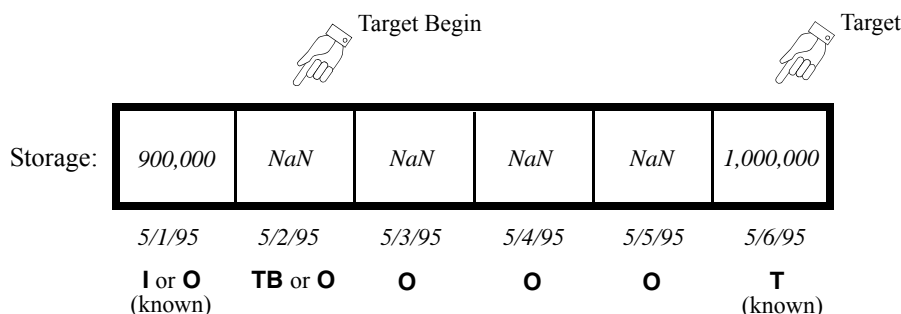 Target Begin
Target
Storage: 900,000 NaN NaN NaN NaN 1,000,000
5/1/95 5/2/95 5/3/95 5/4/95 5/5/95 5/6/95
I or O TB or O O O O T
(known) (known)